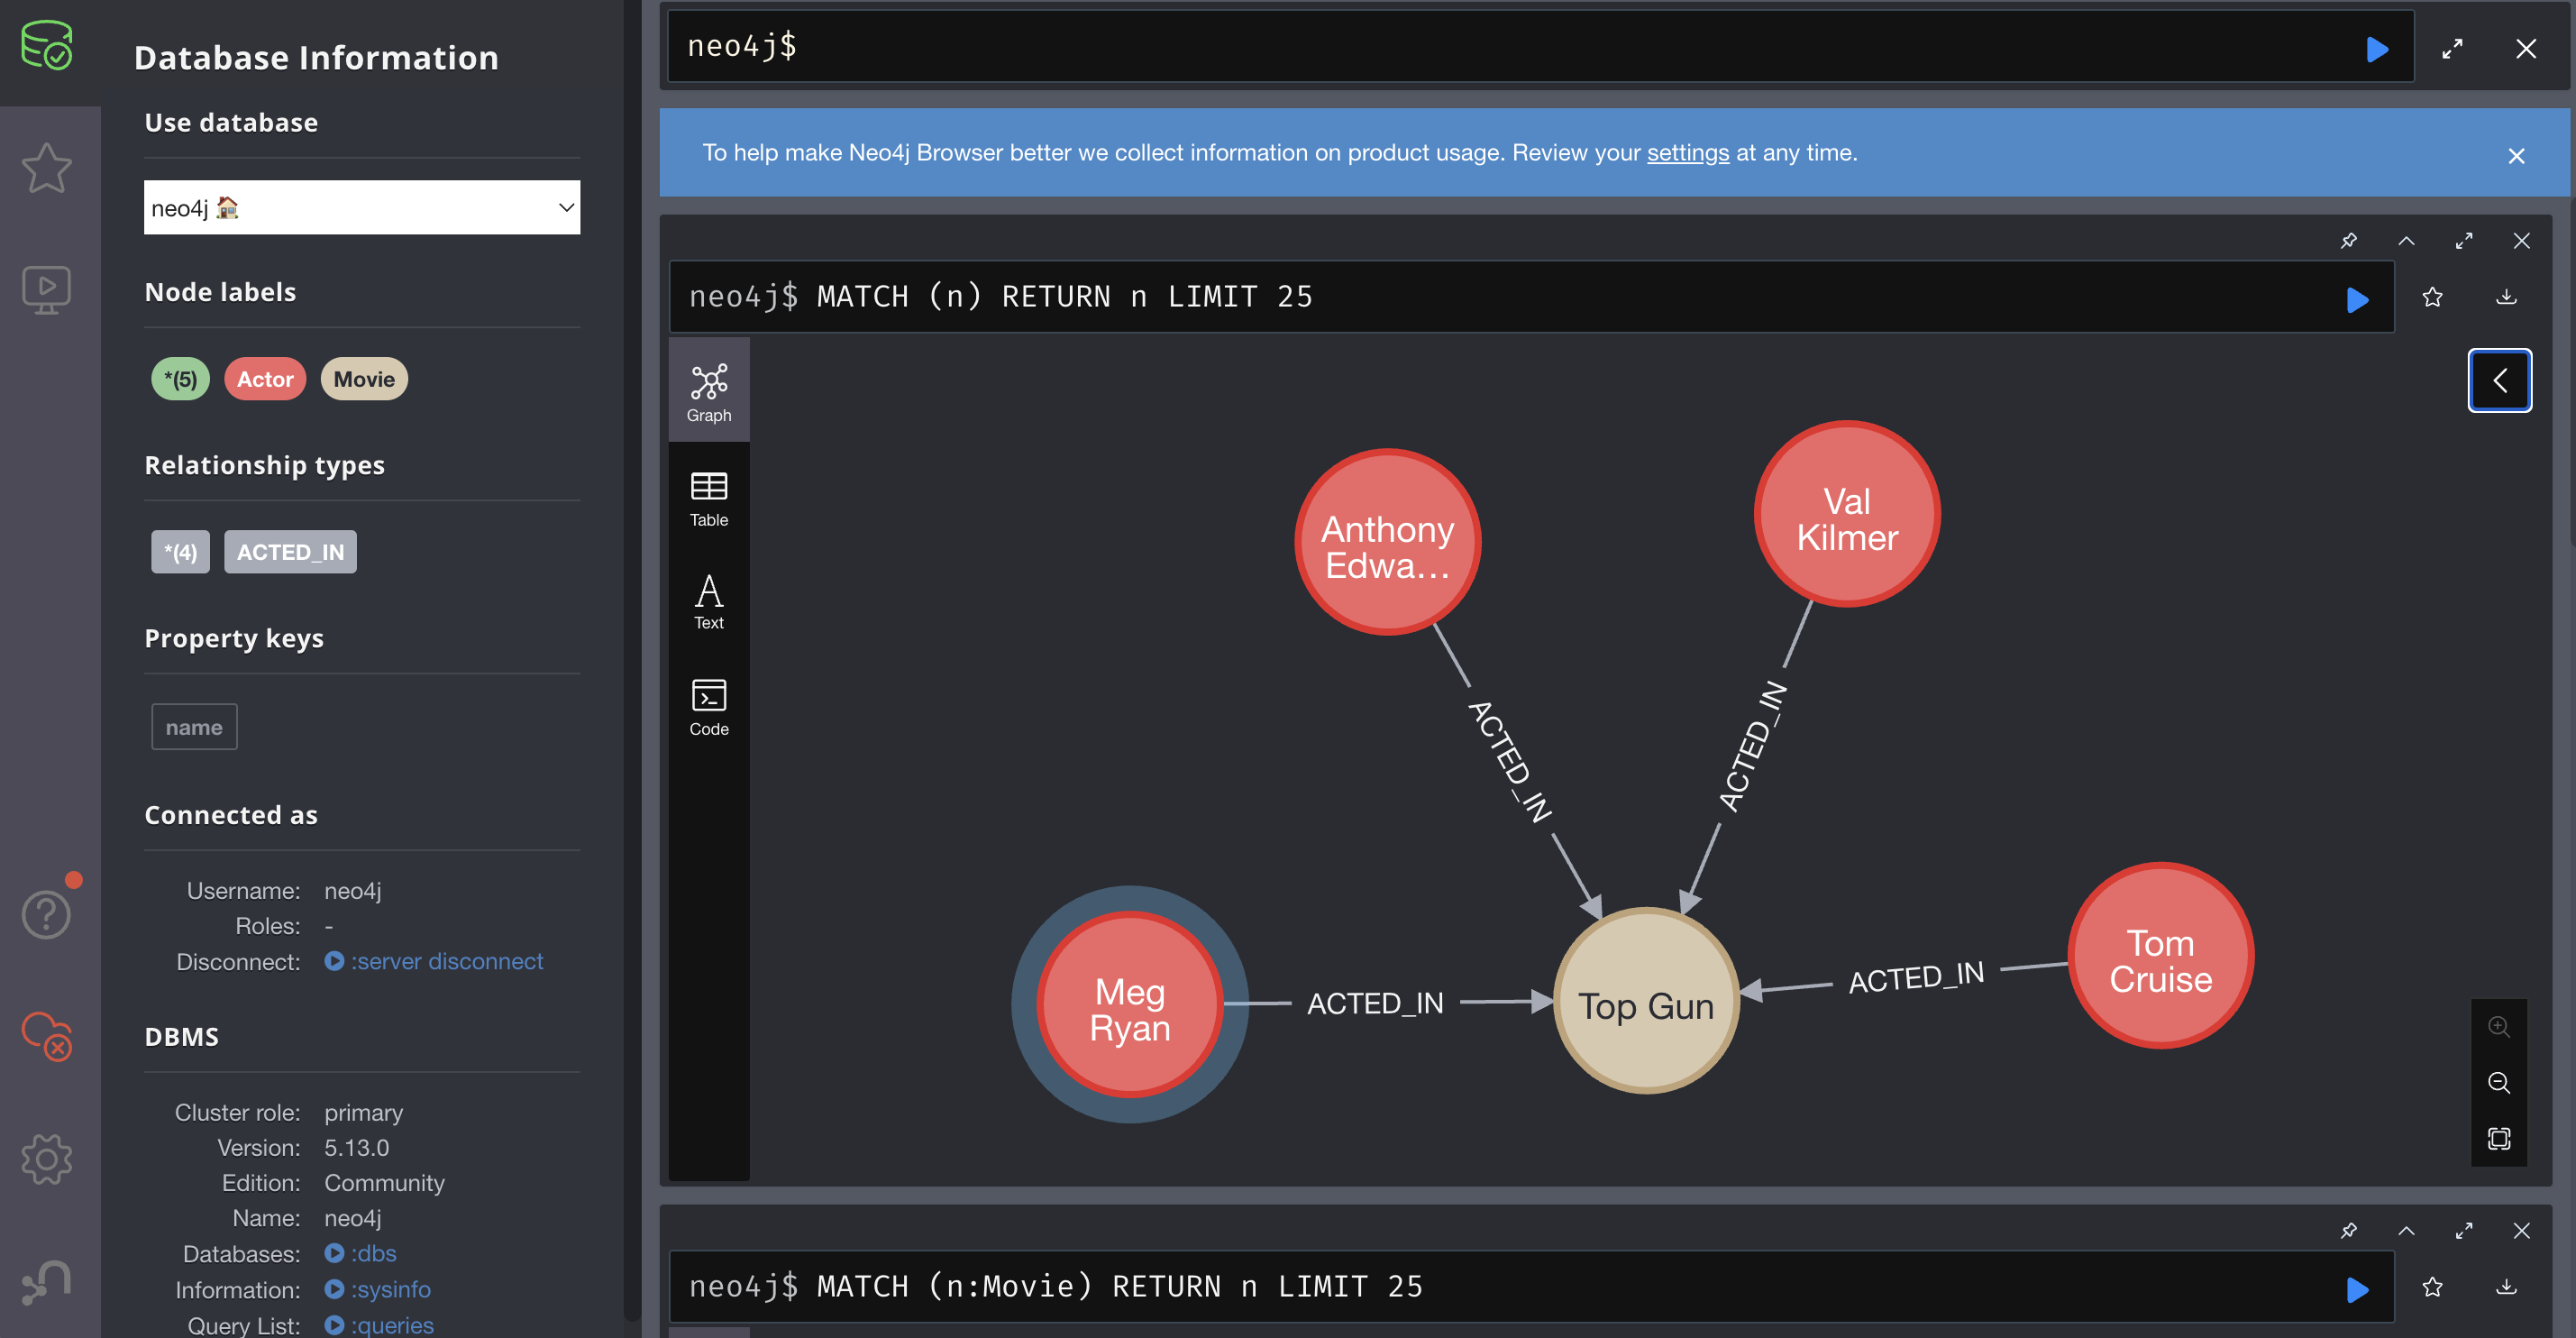 Database Information
Use database
neo4j
Node labels
*(5) Actor Movie
Relationship types
*(4) ACTED_IN
Property keys
name
Connected as
Username: neo4j
Roles: -
Disconnect: :server disconnect
DBMS
Cluster role: primary
Version: 5.13.0
Edition: Community
Name: neo4j
Databases: :dbs
Information: :sysinfo
Query List: :queries
neo4j$
To help make Neo4j Browser better we collect information on product usage. Review your settings at any time.
neo4j$ MATCH (n) RETURN n LIMIT 25
Graph
Table
Text
Code
Anthony
Edwa...
Val
Kilmer
ACTED_IN
ACTED_IN
Meg
Ryan
ACTED_IN
Top Gun
ACTED_IN
Tom
Cruise
neo4j$ MATCH (n:Movie) RETURN n LIMIT 25